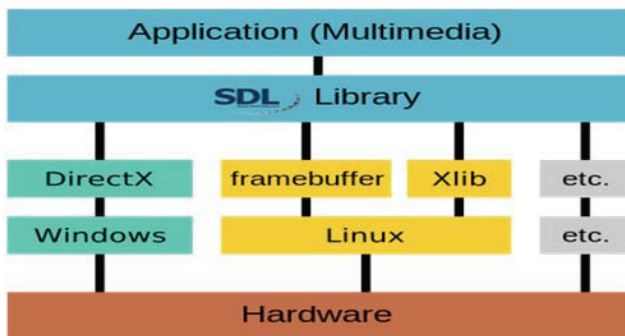 Application (Multimedia)
SDL Library
DirectX framebuffer Xlib etc.
Windows Linux etc.
Hardware